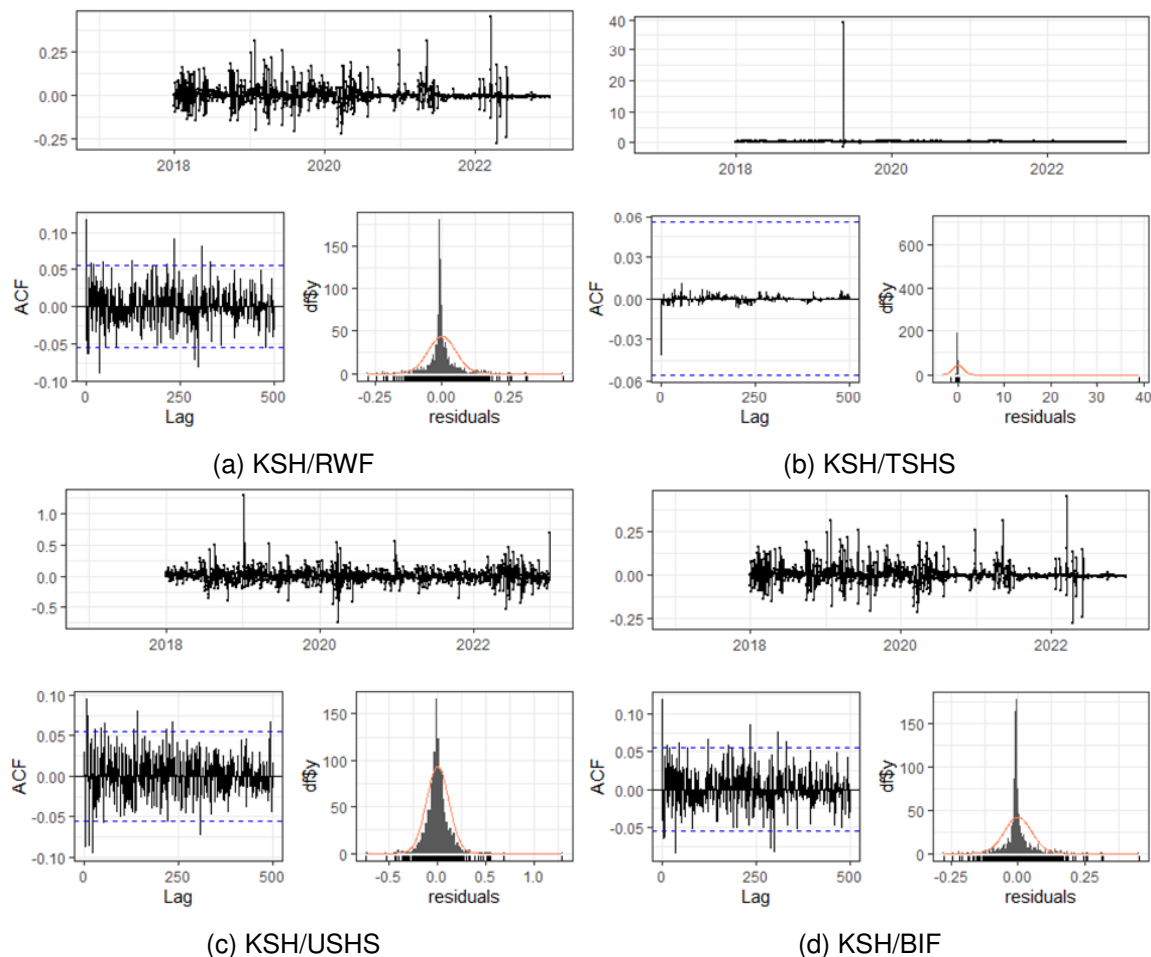 0.25
0.00
-0.25
2018 2020 2022
0.10
0.05
0.00
-0.05
-0.10
ACF
0 250 500
Lag
150
100
50
0
df$y
-0.25 0.00 0.25
residuals
(a) KSH/RWF
40
30
20
10
0
2018 2020 2022
0.06
0.03
0.00
-0.03
-0.06
ACF
0 250 500
Lag
600
400
200
0
df$y
0 10 20 30 40
residuals
(b) KSH/TSHS
1.0
0.5
0.0
-0.5
2018 2020 2022
0.10
0.05
0.00
-0.05
-0.10
ACF
0 250 500
Lag
150
100
50
0
df$y
-0.5 0.0 0.5 1.0
residuals
(c) KSH/USHS
0.25
0.00
-0.25
2018 2020 2022
0.10
0.05
0.00
-0.05
ACF
0 250 500
Lag
150
100
50
0
df$y
-0.25 0.00 0.25
residuals
(d) KSH/BIF